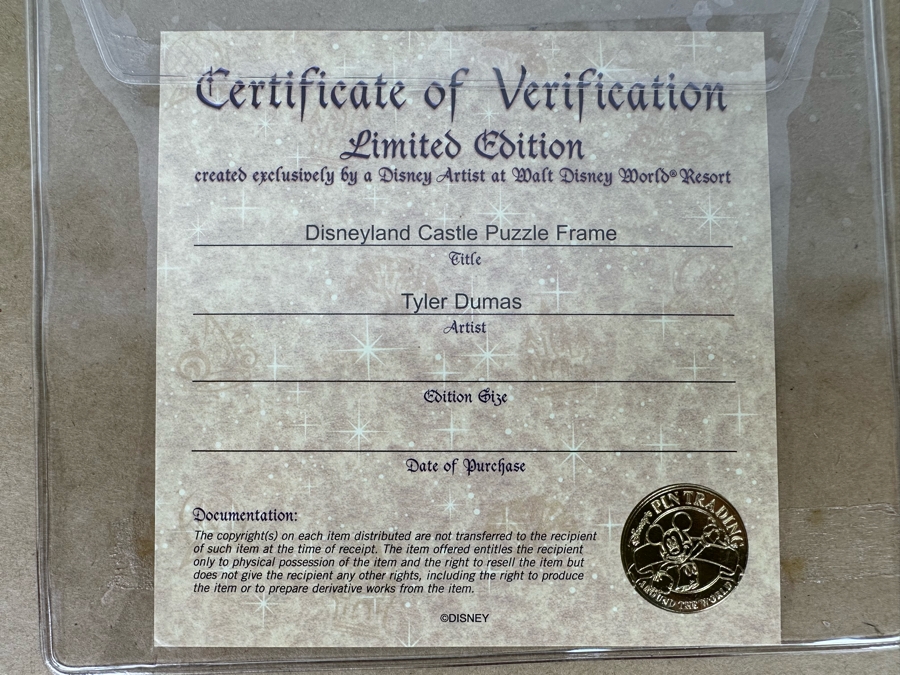 Certificate of Verification
Limited Edition
created exclusively by a Disney Artist at Walt Disney World® Resort
Disneyland Castle Puzzle Frame
Title
Tyler Dumas
Artist
Edition Size
Date of Purchase
Documentation:
The copyright(s) on each item distributed are not transferred to the recipient
of such item at the time of receipt. The item offered entitles the recipient
only to physical possession of the item and the right to resell the item but
does not give the recipient any other rights, including the right to produce
the item or to prepare derivative works from the item.
©DISNEY
Disney's PIN TRADING
AROUND THE WORLD